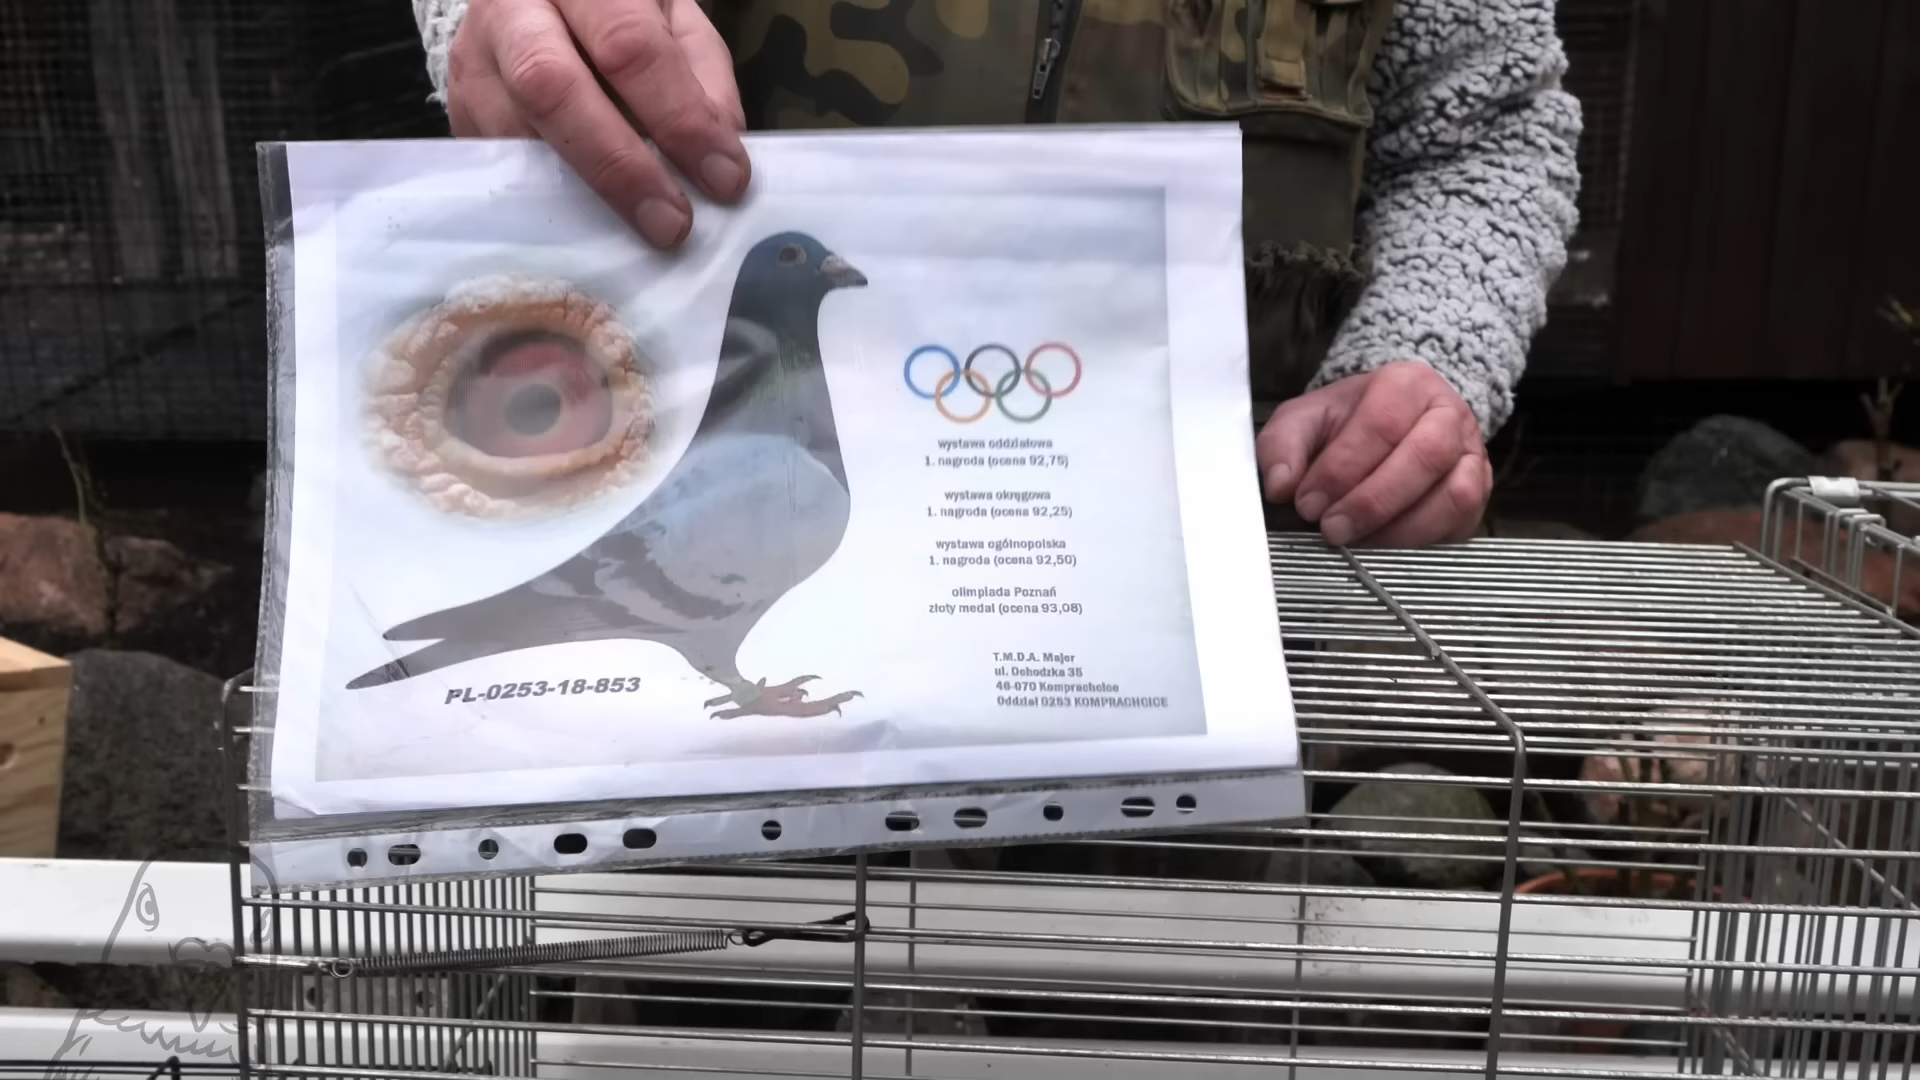 wystawa oddziałowa
1. nagroda (ocena 92,75)
wystawa okręgowa
1. nagroda (ocena 92,25)
wystawa ogólnopolska
1. nagroda (ocena 92,50)
olimpiada Poznań
złoty medal (ocena 93,08)
T.M.D.A. Majer
ul. Ochodzka 35
46-070 Komprachcice
Oddział 0253 KOMPRACHCICE
PL-0253-18-853